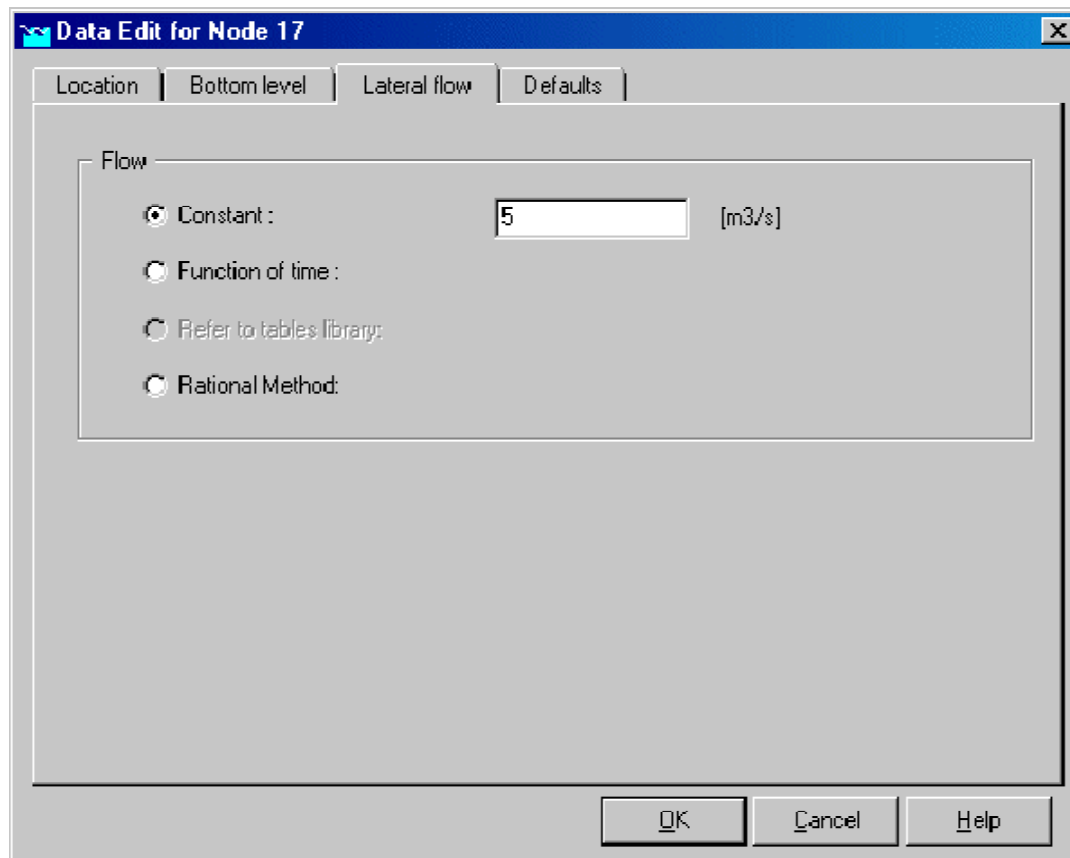 Data Edit for Node 17
Location Bottom level Lateral flow Defaults
Flow
Constant : 5 [m3/s]
Function of time :
Refer to tables library:
Rational Method:
OK Cancel Help